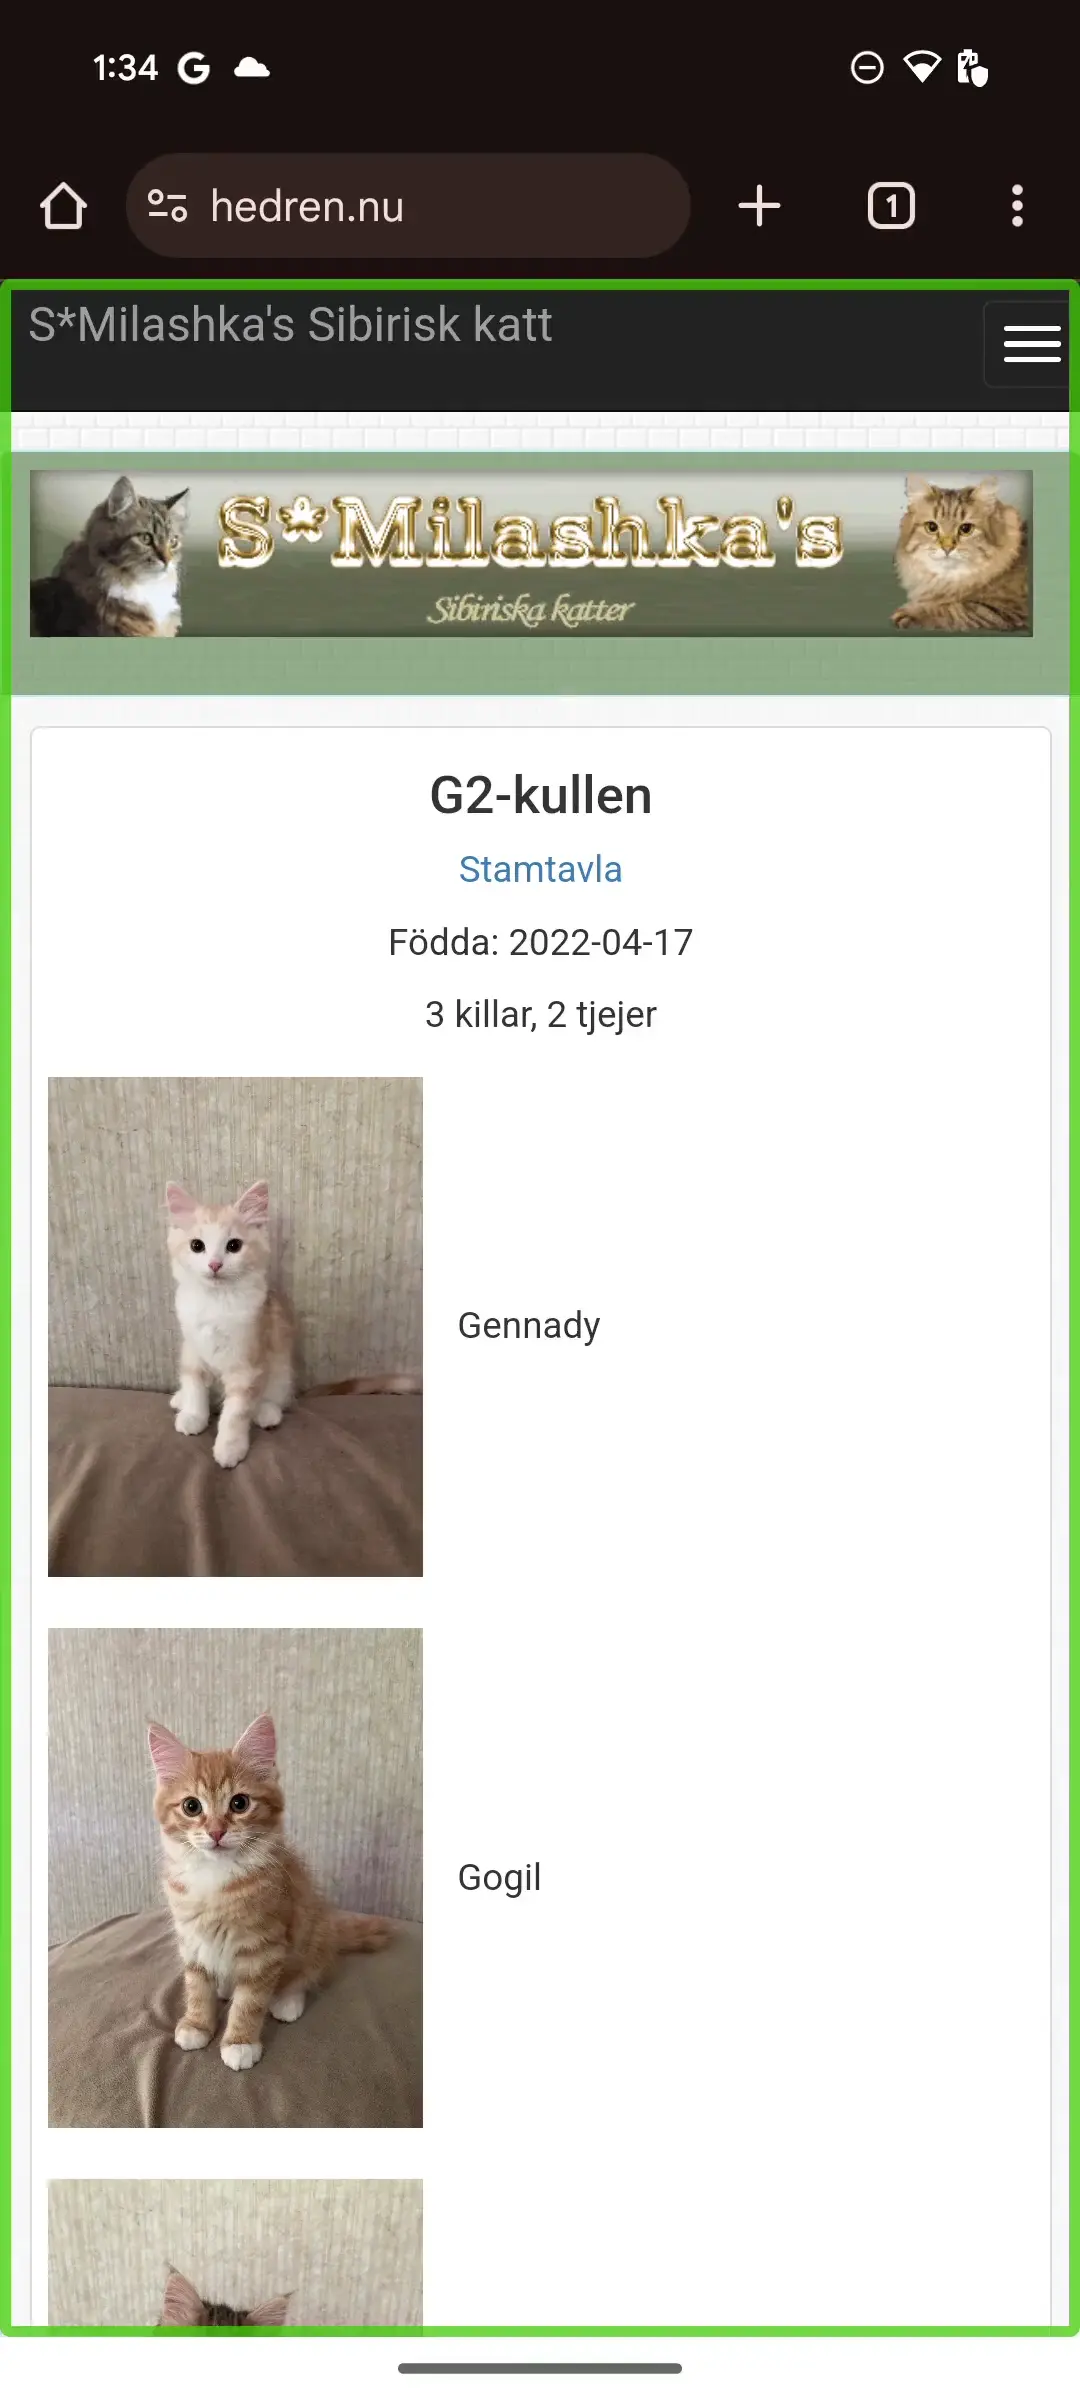 1:34
hedren.nu
1
S*Milashka's Sibirisk katt
S*Milashka's
Sibiriska katter
G2-kullen
Stamtavla
Födda: 2022-04-17
3 killar, 2 tjejer
Gennady
Gogil